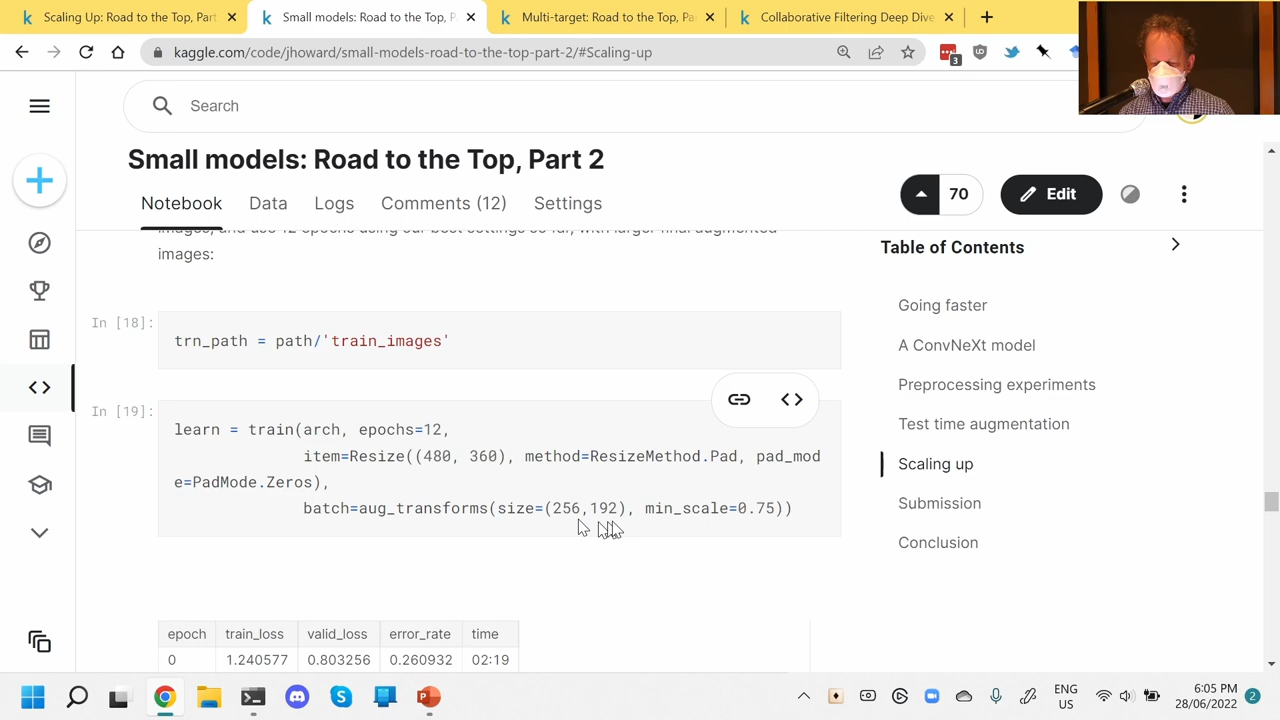 Scaling Up: Road to the Top, Part
Small models: Road to the Top, P
Multi-target: Road to the Top, Pa
Collaborative Filtering Deep Dive
kaggle.com/code/jhoward/small-models-road-to-the-top-part-2/#Scaling-up
3
Search
Small models: Road to the Top, Part 2
Notebook
Data
Logs
Comments (12)
Settings
70
Edit
images, and use 12 epochs using our best settings so far, with larger final augmented
images:
In [18]:
trn_path = path/'train_images'
In [19]:
learn = train(arch, epochs=12,
item=Resize((480, 360), method=ResizeMethod.Pad, pad_mod
e=PadMode.Zeros),
batch=aug_transforms(size=(256,192), min_scale=0.75))
epoch train_loss valid_loss error_rate time
0 1.240577 0.803256 0.260932 02:19
Table of Contents
Going faster
A ConvNeXt model
Preprocessing experiments
Test time augmentation
Scaling up
Submission
Conclusion
ENG
US
6:05 PM
28/06/2022
2